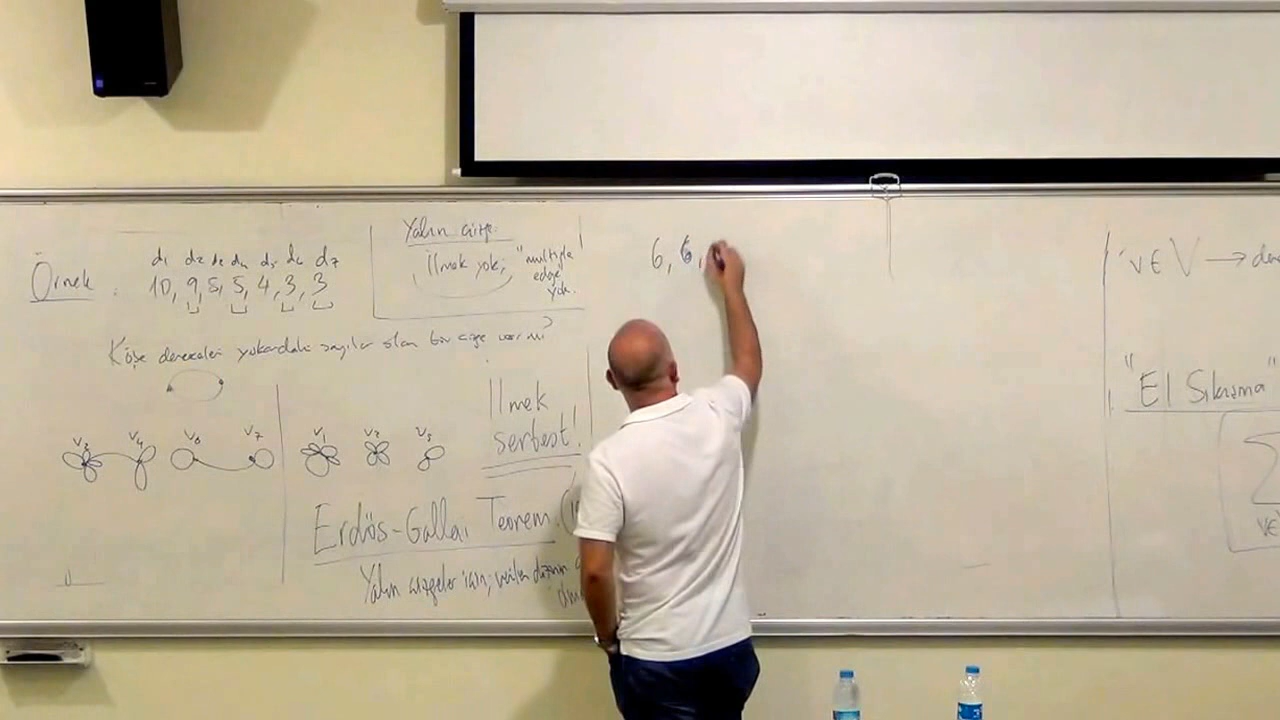 Örnek :
d₁ d₂ d₃ d₄ d₅ d₆ d₇
10, 9, 5, 5, 4, 3, 3
Yalın çizge:
İlmek yok; "multiple
edge
yok.
Köşe dereceleri yukarıdaki sayılar olan bir çizge var mı?
v₃ v₄ v₆ v₇
v₁ v₂ v₅
İlmek
serbest!
Erdös-Gallai Teorem.
Yalın çizgeler için; verilen dizinin
6, 6,
v ∈ V →
"El Sıkışma"
Σ